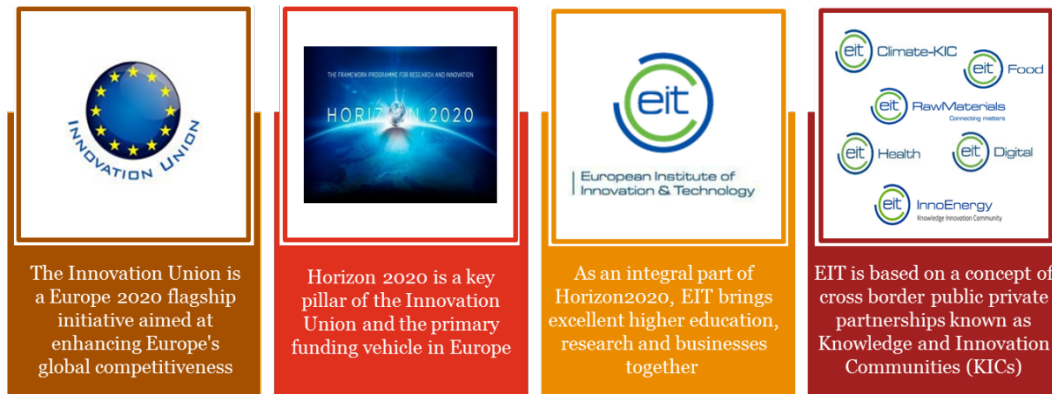 INNOVATION UNION
The Innovation Union is
a Europe 2020 flagship
initiative aimed at
enhancing Europe's
global competitiveness
THE FRAMEWORK PROGRAMME FOR RESEARCH AND INNOVATION
HORIZON 2020
Horizon 2020 is a key
pillar of the Innovation
Union and the primary
funding vehicle in Europe
eit
European Institute of
Innovation & Technology
As an integral part of
Horizon2020, EIT brings
excellent higher education,
research and businesses
together
eit Climate-KIC
eit Food
eit RawMaterials
Connecting matters
eit Health
eit Digital
eit InnoEnergy
Knowledge Innovation Community
EIT is based on a concept of
cross border public private
partnerships known as
Knowledge and Innovation
Communities (KICs)